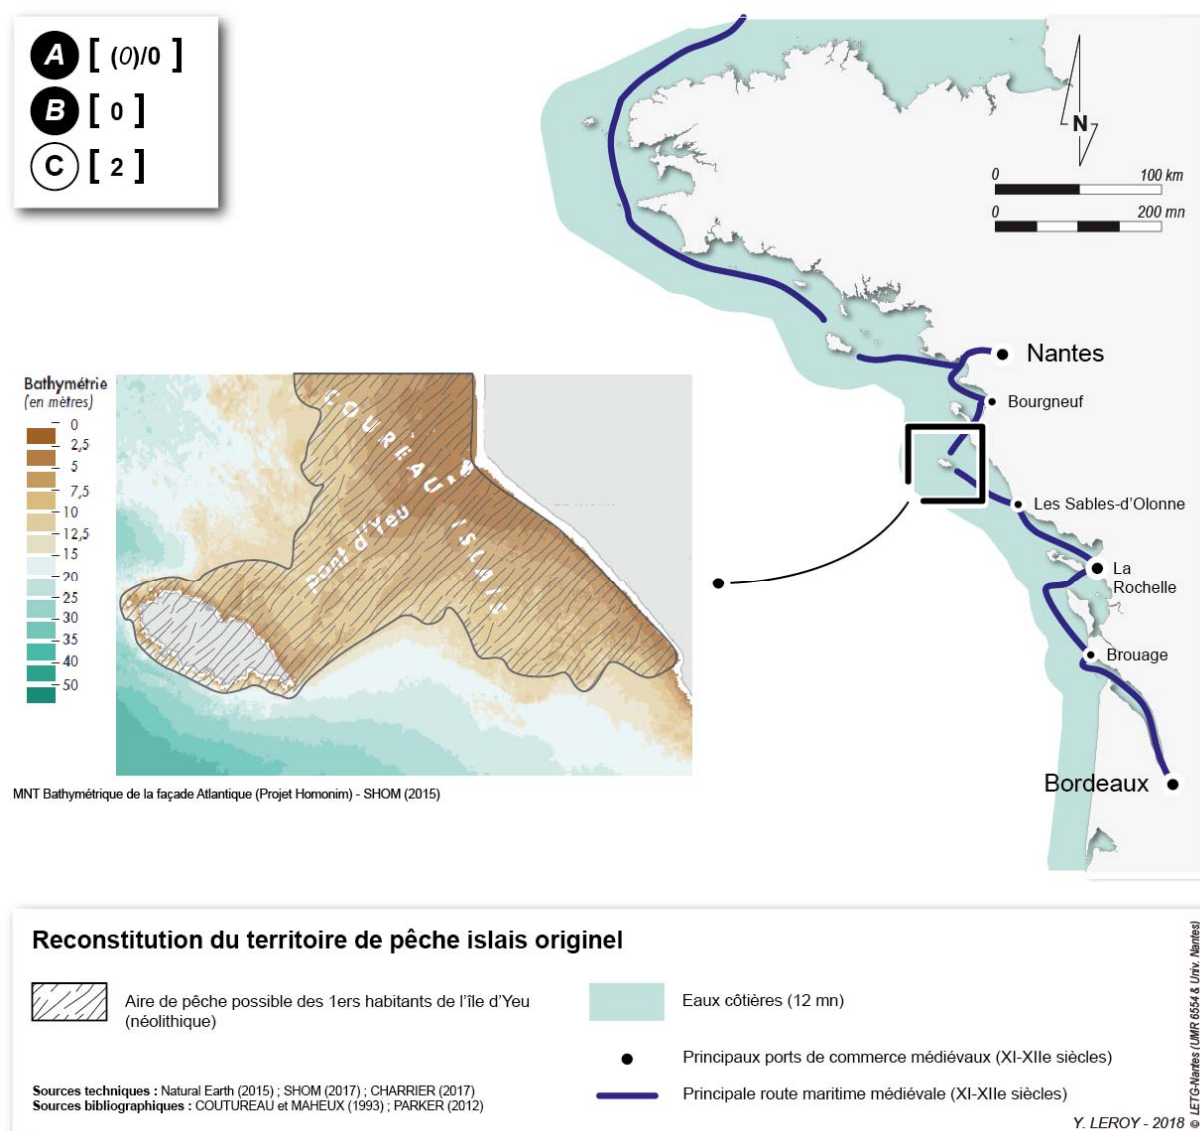 A [ (0)/0 ]
B [ 0 ]
C [ 2 ]
N
0 100 km
0 200 mn
Nantes
Bourgneuf
Les Sables-d'Olonne
La
Rochelle
Brouage
Bordeaux
Bathymétrie
(en mètres)
0
2,5
5
7,5
10
12,5
15
20
25
30
35
40
50
COUREAU
ISLAIS
pont d'Yeu
MNT Bathymétrique de la façade Atlantique (Projet Homonim) - SHOM (2015)
Reconstitution du territoire de pêche islais originel
Aire de pêche possible des 1ers habitants de l'île d'Yeu
(néolithique)
Eaux côtières (12 mn)
Principaux ports de commerce médiévaux (XI-XIIe siècles)
Principale route maritime médiévale (XI-XIIe siècles)
Sources techniques : Natural Earth (2015) ; SHOM (2017) ; CHARRIER (2017)
Sources bibliographiques : COUTUREAU et MAHEUX (1993) ; PARKER (2012)
Y. LEROY - 2018
© LETG-Nantes (UMR 6554 & Univ. Nantes)